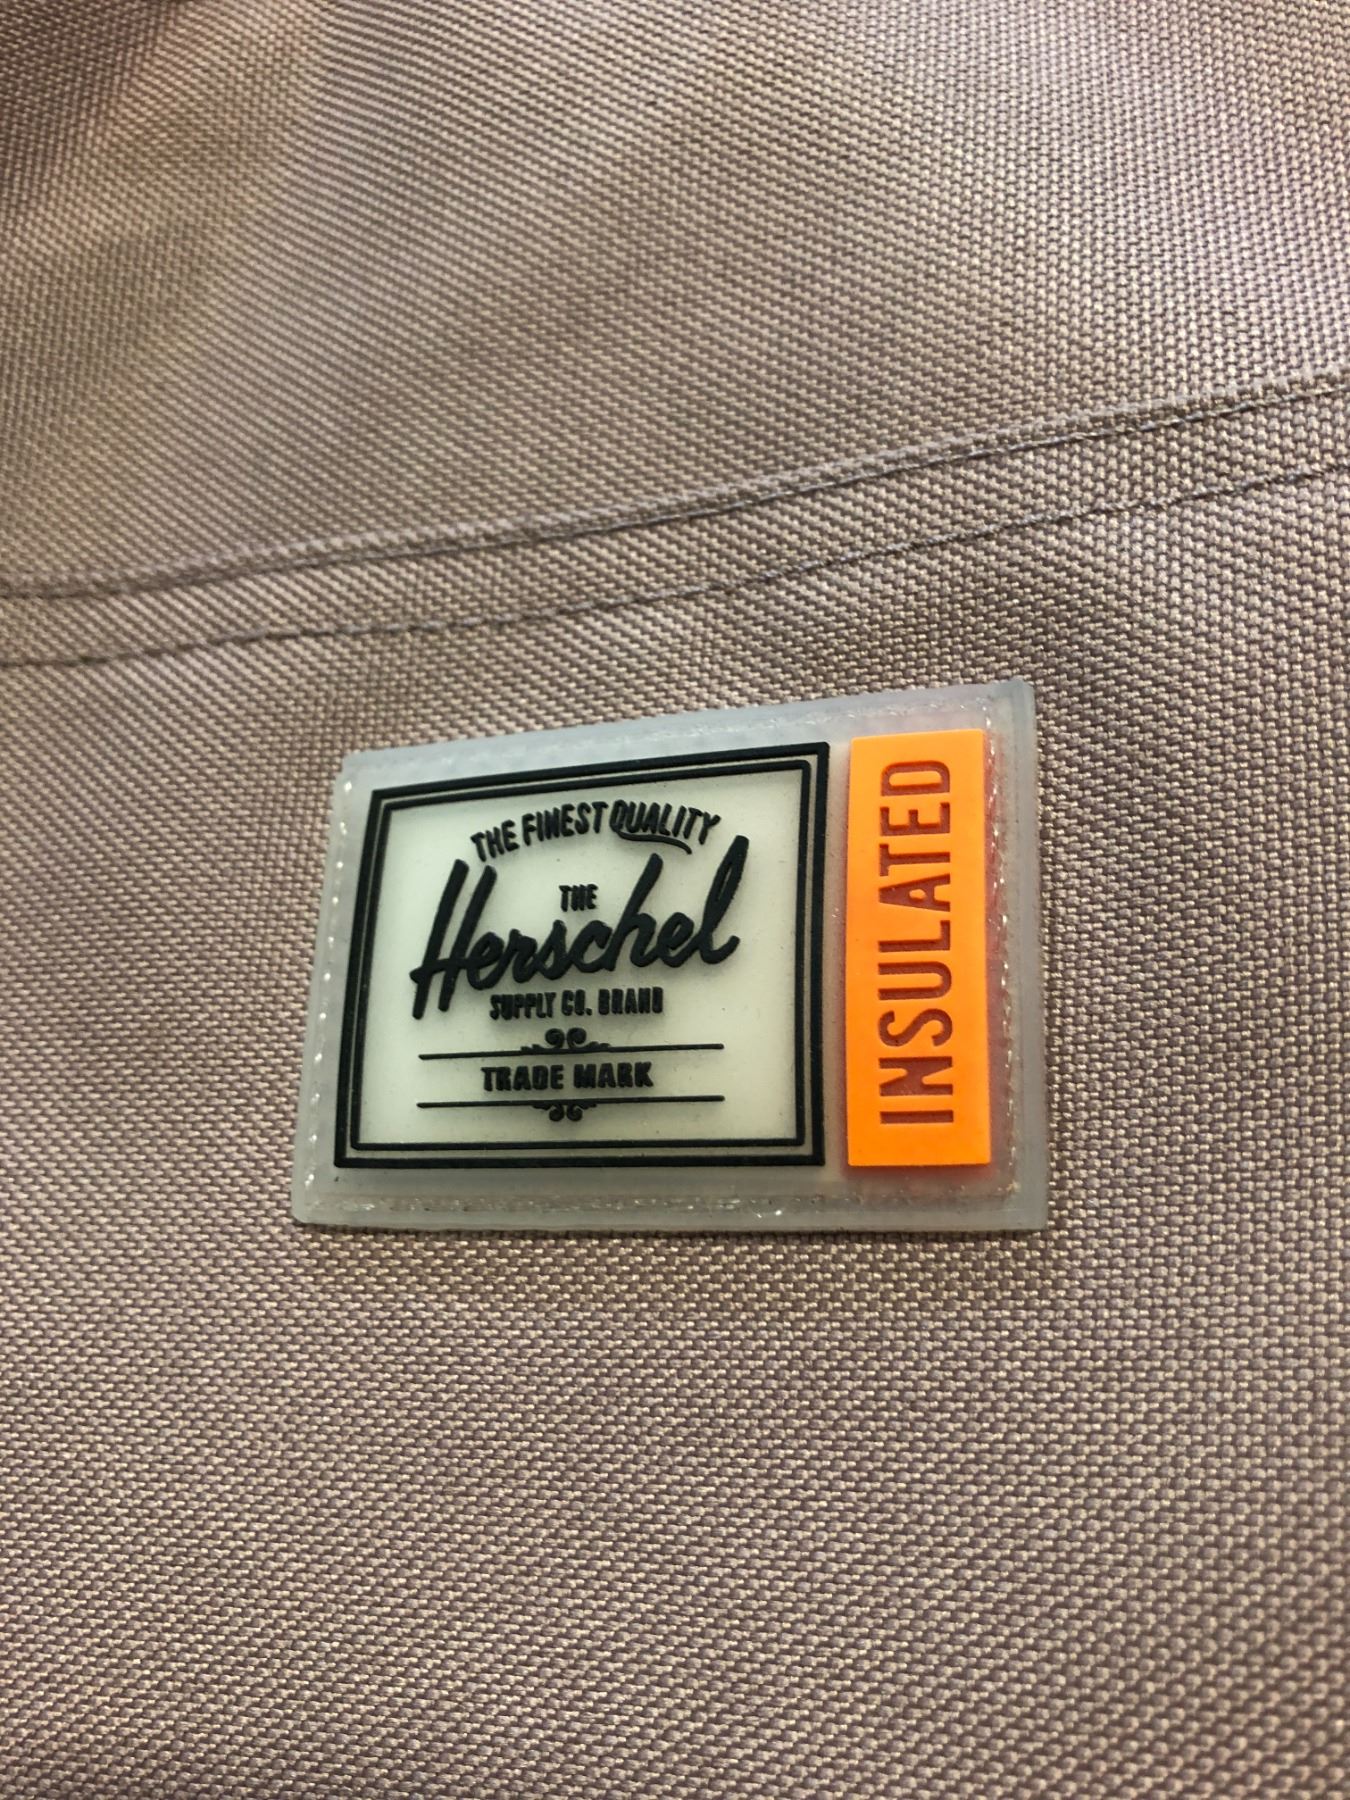 THE FINEST QUALITY
THE
Herschel
SUPPLY CO. BRAND
TRADE MARK
INSULATED